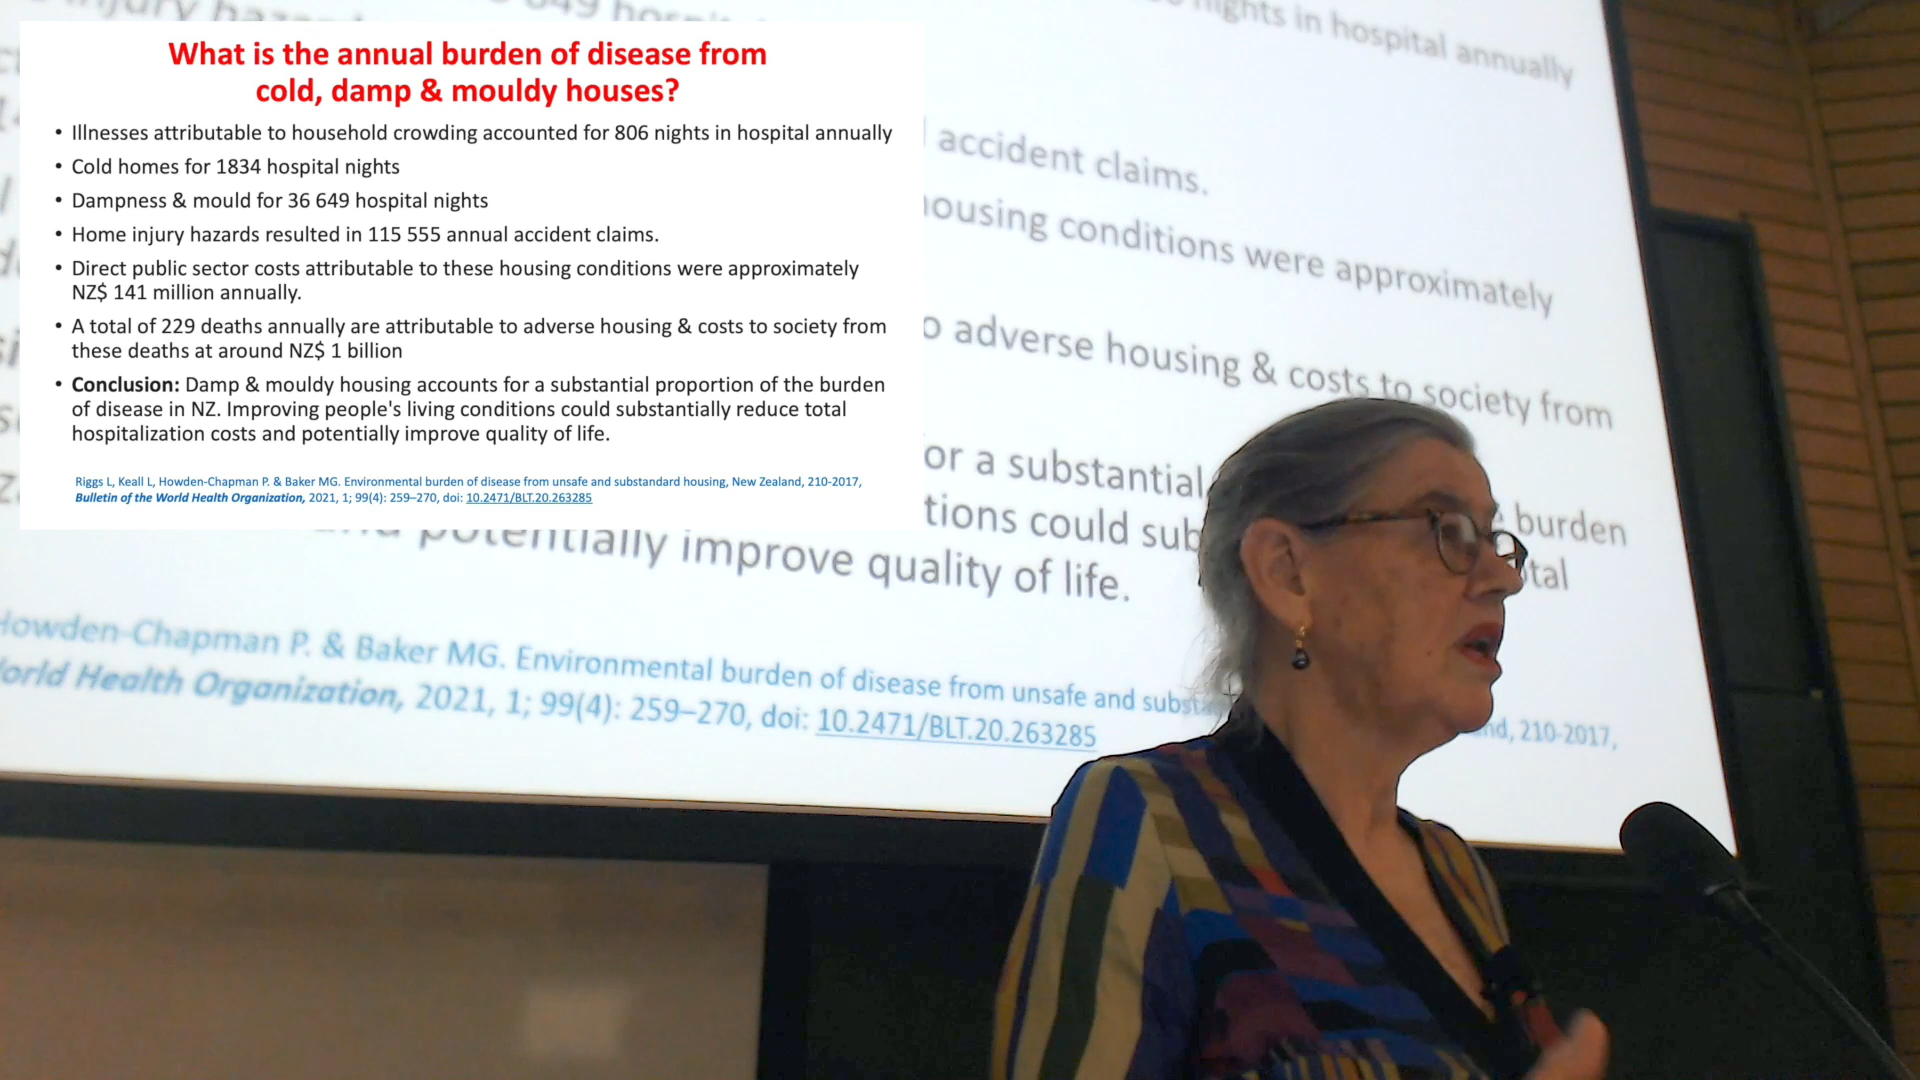 What is the annual burden of disease from
cold, damp & mouldy houses?
• Illnesses attributable to household crowding accounted for 806 nights in hospital annually
• Cold homes for 1834 hospital nights
• Dampness & mould for 36 649 hospital nights
• Home injury hazards resulted in 115 555 annual accident claims.
• Direct public sector costs attributable to these housing conditions were approximately
NZ$ 141 million annually.
• A total of 229 deaths annually are attributable to adverse housing & costs to society from
these deaths at around NZ$ 1 billion
• Conclusion: Damp & mouldy housing accounts for a substantial proportion of the burden
of disease in NZ. Improving people's living conditions could substantially reduce total
hospitalization costs and potentially improve quality of life.
Riggs L, Keall L, Howden-Chapman P. & Baker MG. Environmental burden of disease from unsafe and substandard housing, New Zealand, 210-2017,
Bulletin of the World Health Organization, 2021, 1; 99(4): 259–270, doi: 10.2471/BLT.20.263285
nights in hospital annually
accident claims.
housing conditions were approximately
adverse housing & costs to society from
or a substantial burden
tions could sub tal
potentially improve quality of life.
Howden-Chapman P. & Baker MG. Environmental burden of disease from unsafe and subst nd, 210-2017,
World Health Organization, 2021, 1; 99(4): 259–270, doi: 10.2471/BLT.20.263285